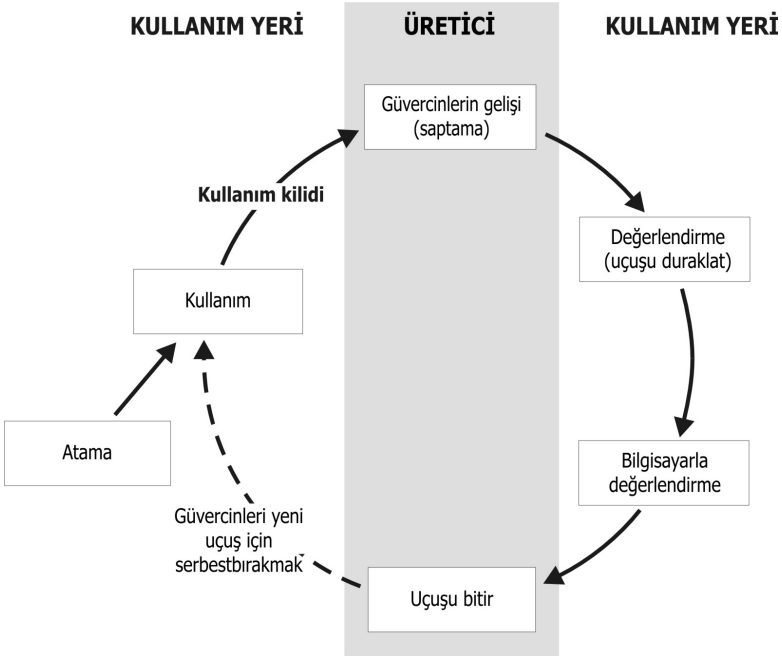 KULLANIM YERİ
ÜRETİCİ
KULLANIM YERİ
Güvercinlerin gelişi
(saptama)
Kullanım kilidi
Değerlendirme
(uçuşu duraklat)
Kullanım
Atama
Bilgisayarla
değerlendirme
Güvercinleri yeni
uçuş için
serbestbırakmak
Uçuşu bitir